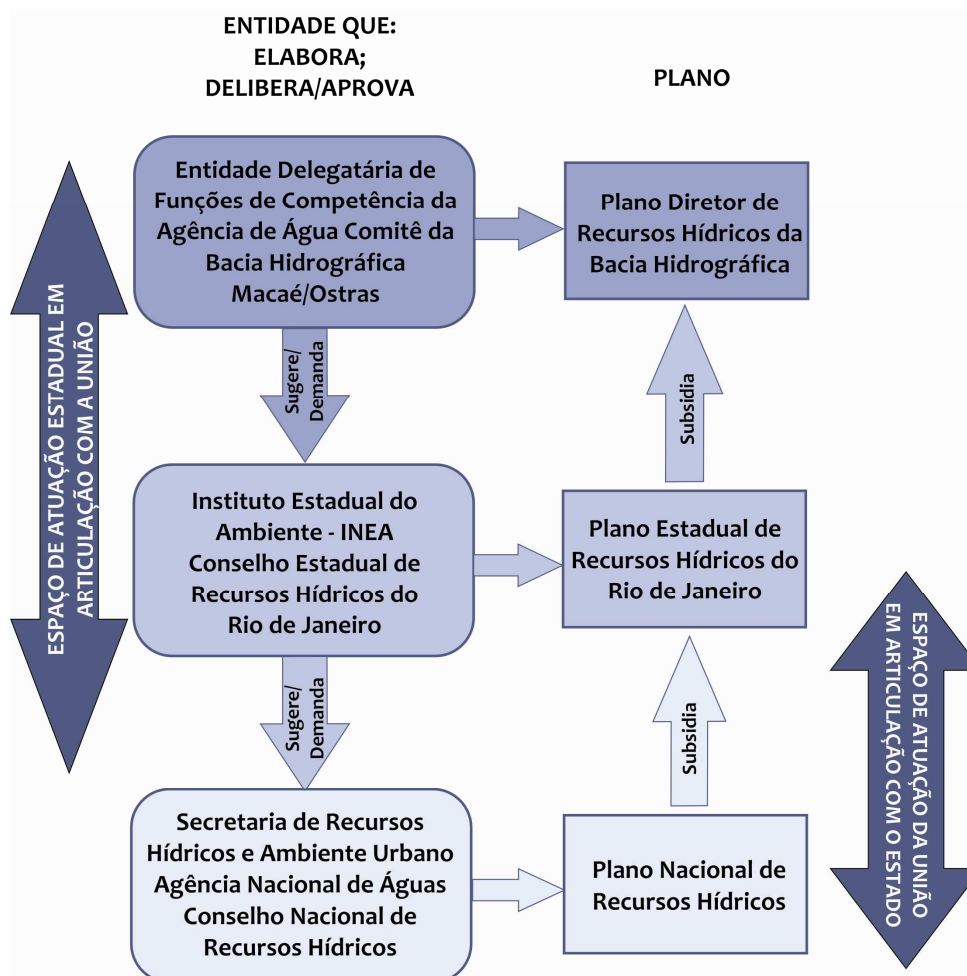 ENTIDADE QUE:
ELABORA;
DELIBERA/APROVA
PLANO
Entidade Delegatária de
Funções de Competência da
Agência de Água Comitê da
Bacia Hidrográfica
Macaé/Ostras
Plano Diretor de
Recursos Hídricos da
Bacia Hidrográfica
ESPAÇO DE ATUAÇÃO ESTADUAL EM
ARTICULAÇÃO COM A UNIÃO
Sugere/
Demanda
Subsidia
Instituto Estadual do
Ambiente - INEA
Conselho Estadual de
Recursos Hídricos do
Rio de Janeiro
Plano Estadual de
Recursos Hídricos do
Rio de Janeiro
Sugere/
Demanda
Subsidia
ESPAÇO DE ATUAÇÃO DA UNIÃO
EM ARTICULAÇÃO COM O ESTADO
Secretaria de Recursos
Hídricos e Ambiente Urbano
Agência Nacional de Águas
Conselho Nacional de
Recursos Hídricos
Plano Nacional de
Recursos Hídricos